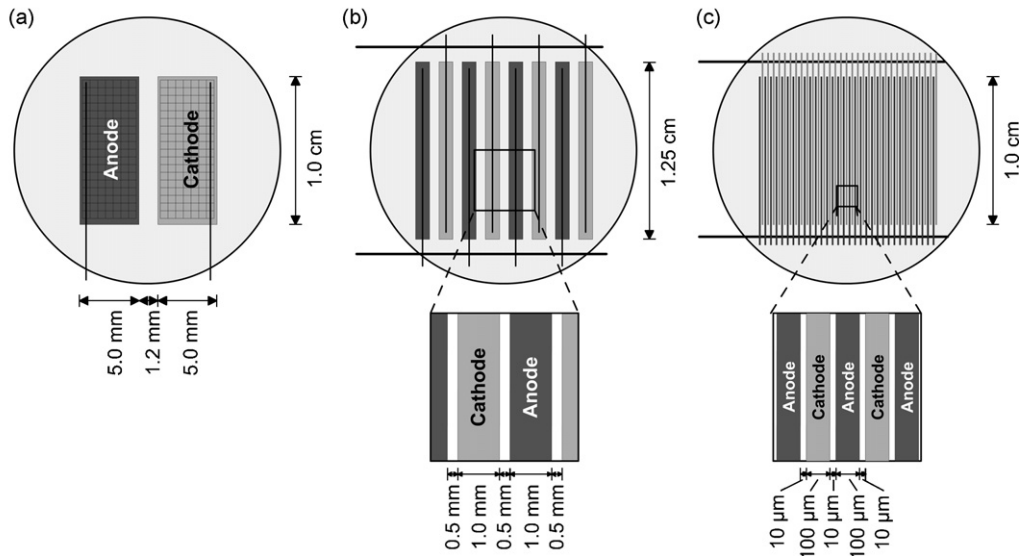 (a)
(b)
(c)
Anode
Cathode
1.0 cm
5.0 mm
1.2 mm
5.0 mm
1.25 cm
Cathode
Anode
0.5 mm
1.0 mm
0.5 mm
1.0 mm
0.5 mm
1.0 cm
Anode
Cathode
Anode
Cathode
Anode
10 µm
100 µm
10 µm
100 µm
10 µm